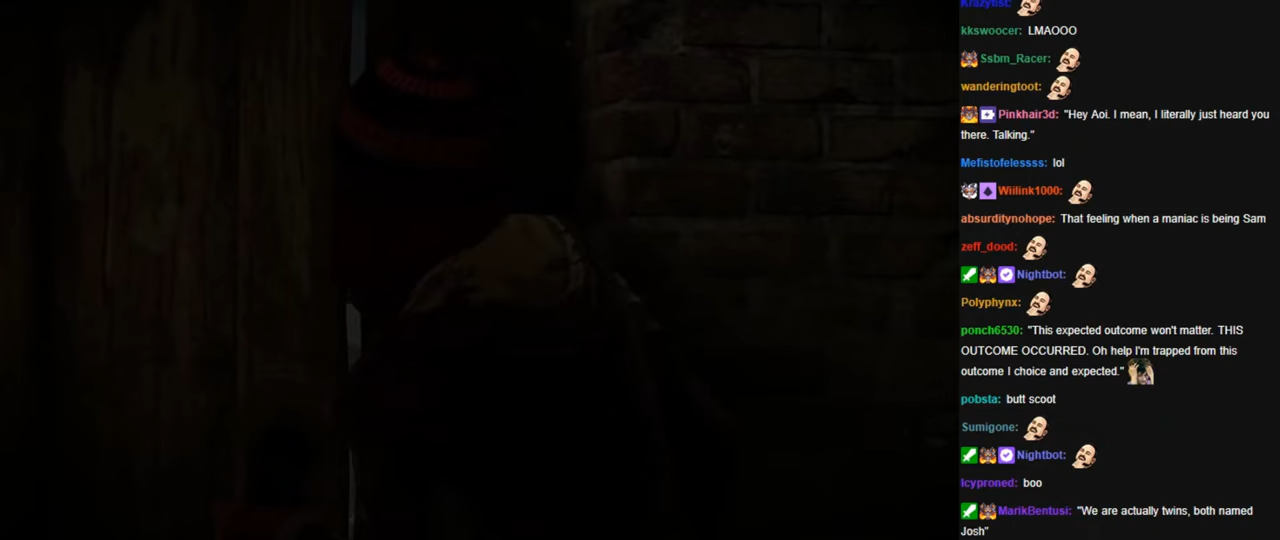 Krazyfist:
kkswoocer: LMAOOO
Ssbm_Racer:
wanderingtoot:
Pinkhair3d: "Hey Aoi. I mean, I literally just heard you
there. Talking."
Mefistofelessss: lol
Wiilink1000:
absurditynohope: That feeling when a maniac is being Sam
zeff_dood:
Nightbot:
Polyphynx:
ponch6530: "This expected outcome won't matter. THIS
OUTCOME OCCURRED. Oh help I'm trapped from this
outcome I choice and expected."
pobsta: butt scoot
Sumigone:
Nightbot:
Icyproned: boo
MarikBentusi: "We are actually twins, both named
Josh"